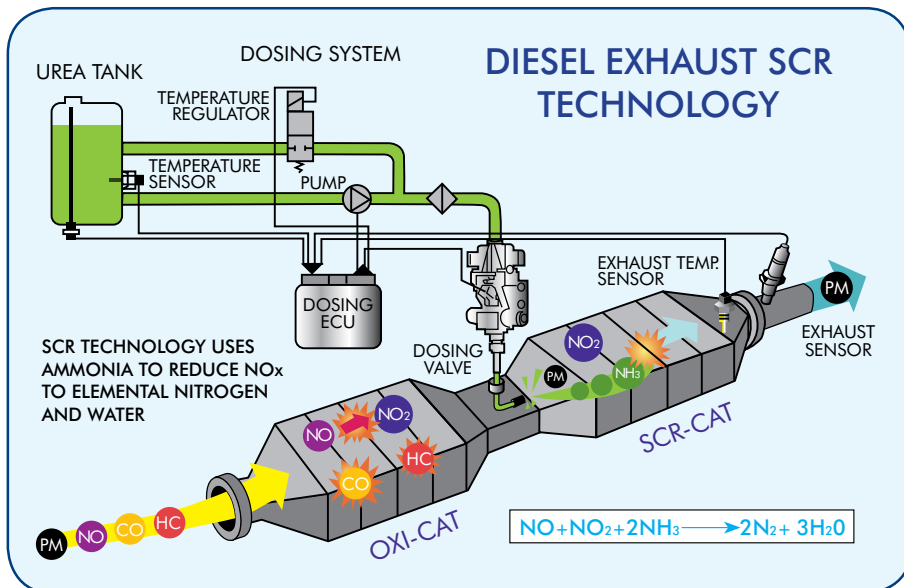 DIESEL EXHAUST SCR
TECHNOLOGY
DOSING SYSTEM
UREA TANK
TEMPERATURE
REGULATOR
TEMPERATURE
SENSOR
PUMP
DOSING
ECU
EXHAUST TEMP.
SENSOR
PM
EXHAUST
SENSOR
DOSING
VALVE
SCR TECHNOLOGY USES
AMMONIA TO REDUCE NOx
TO ELEMENTAL NITROGEN
AND WATER
NO2
PM
NH3
SCR-CAT
NO
NO2
CO
HC
OXI-CAT
PM
NO
CO
HC
NO+NO2+2NH3 → 2N2+ 3H20